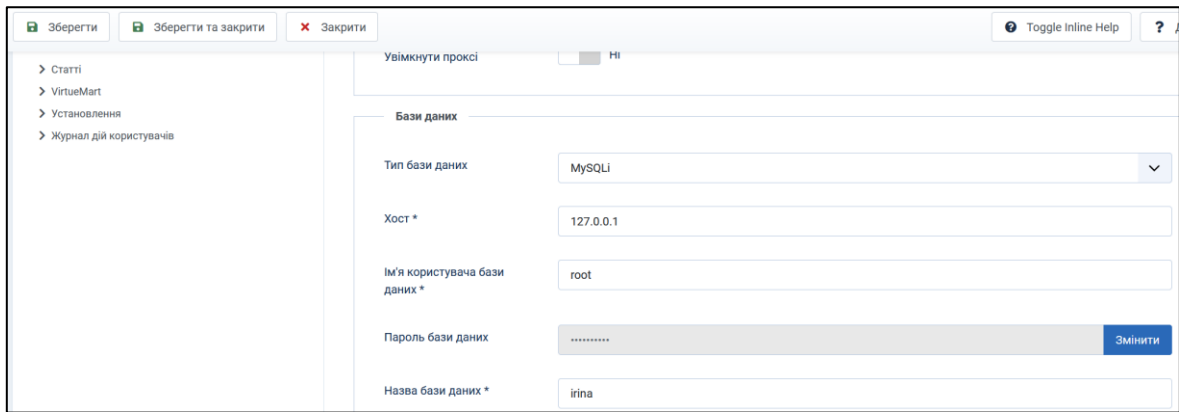 Зберегти Зберегти та закрити Закрити Toggle Inline Help
Статті
VirtueMart
Установлення
Журнал дій користувачів
Увімкнути проксі Ні
Бази даних
Тип бази даних MySQLi
Хост * 127.0.0.1
Ім'я користувача бази
даних * root
Пароль бази даних •••••••••• Змінити
Назва бази даних * irina